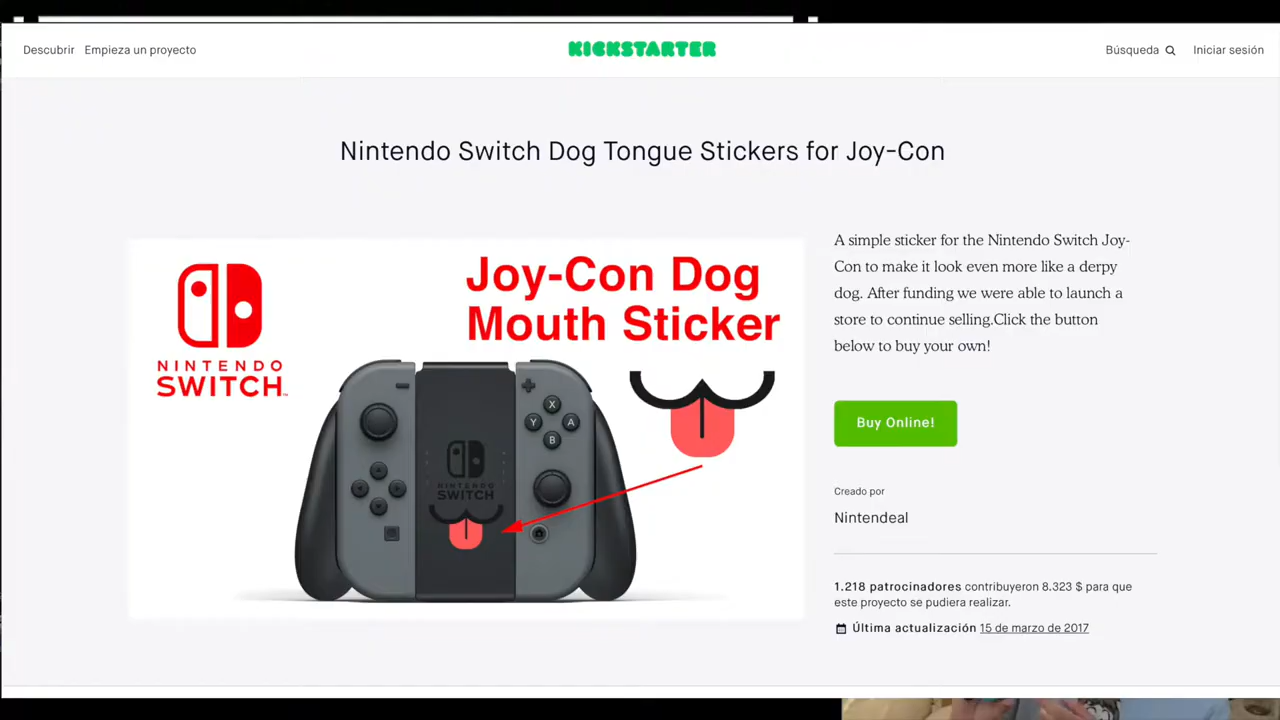 Descubrir Empieza un proyecto KICKSTARTER Búsqueda Iniciar sesión
Nintendo Switch Dog Tongue Stickers for Joy-Con
Joy-Con Dog
Mouth Sticker
NINTENDO
SWITCH™
X
Y A
B
NINTENDO
SWITCH
A simple sticker for the Nintendo Switch Joy-
Con to make it look even more like a derpy
dog. After funding we were able to launch a
store to continue selling.Click the button
below to buy your own!
Buy Online!
Creado por
Nintendeal
1.218 patrocinadores contribuyeron 8.323 $ para que
este proyecto se pudiera realizar.
Última actualización 15 de marzo de 2017